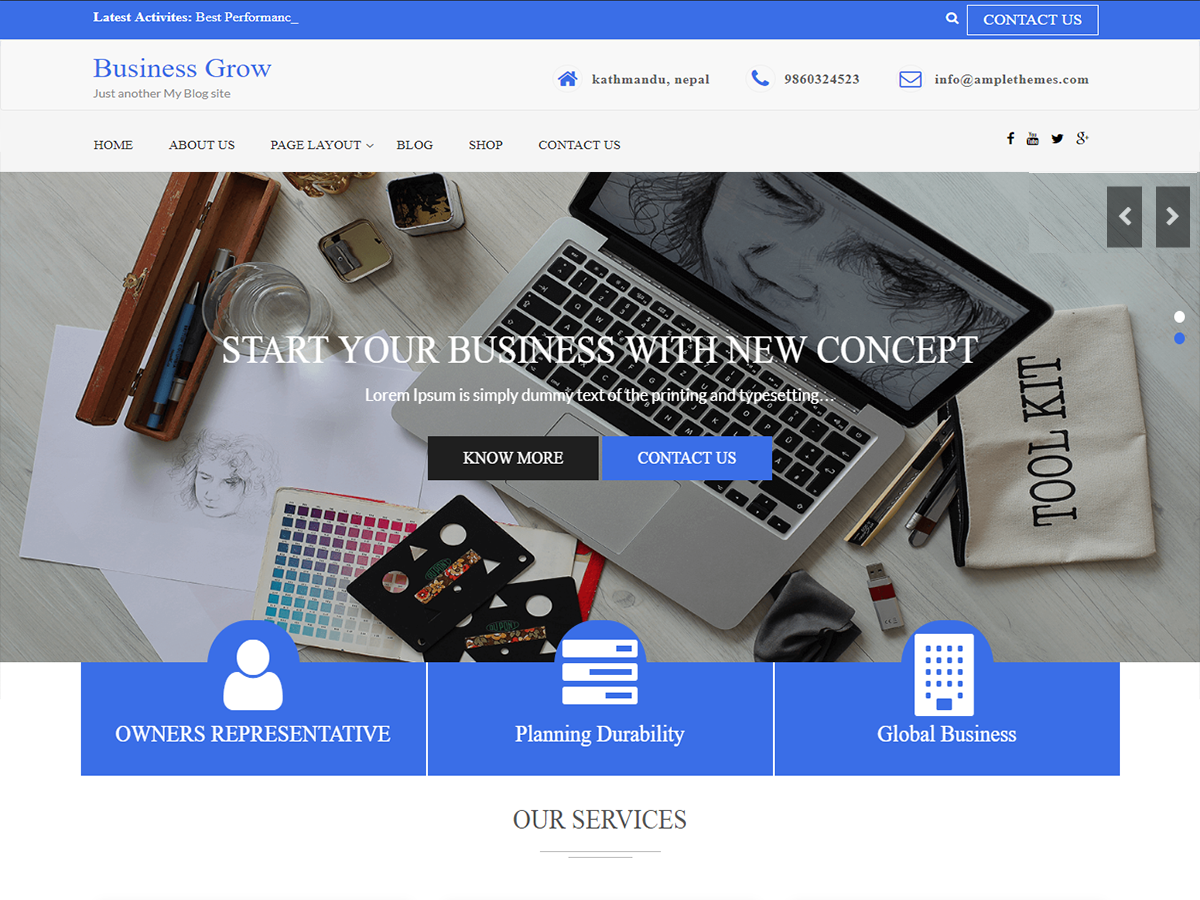 Latest Activites: Best Performanc_
CONTACT US
Business Grow
Just another My Blog site
kathmandu, nepal
9860324523
info@amplethemes.com
HOME ABOUT US PAGE LAYOUT BLOG SHOP CONTACT US
TOOL KIT
START YOUR BUSINESS WITH NEW CONCEPT
Lorem Ipsum is simply dummy text of the printing and typesetting…
KNOW MORE
CONTACT US
OWNERS REPRESENTATIVE
Planning Durability
Global Business
OUR SERVICES